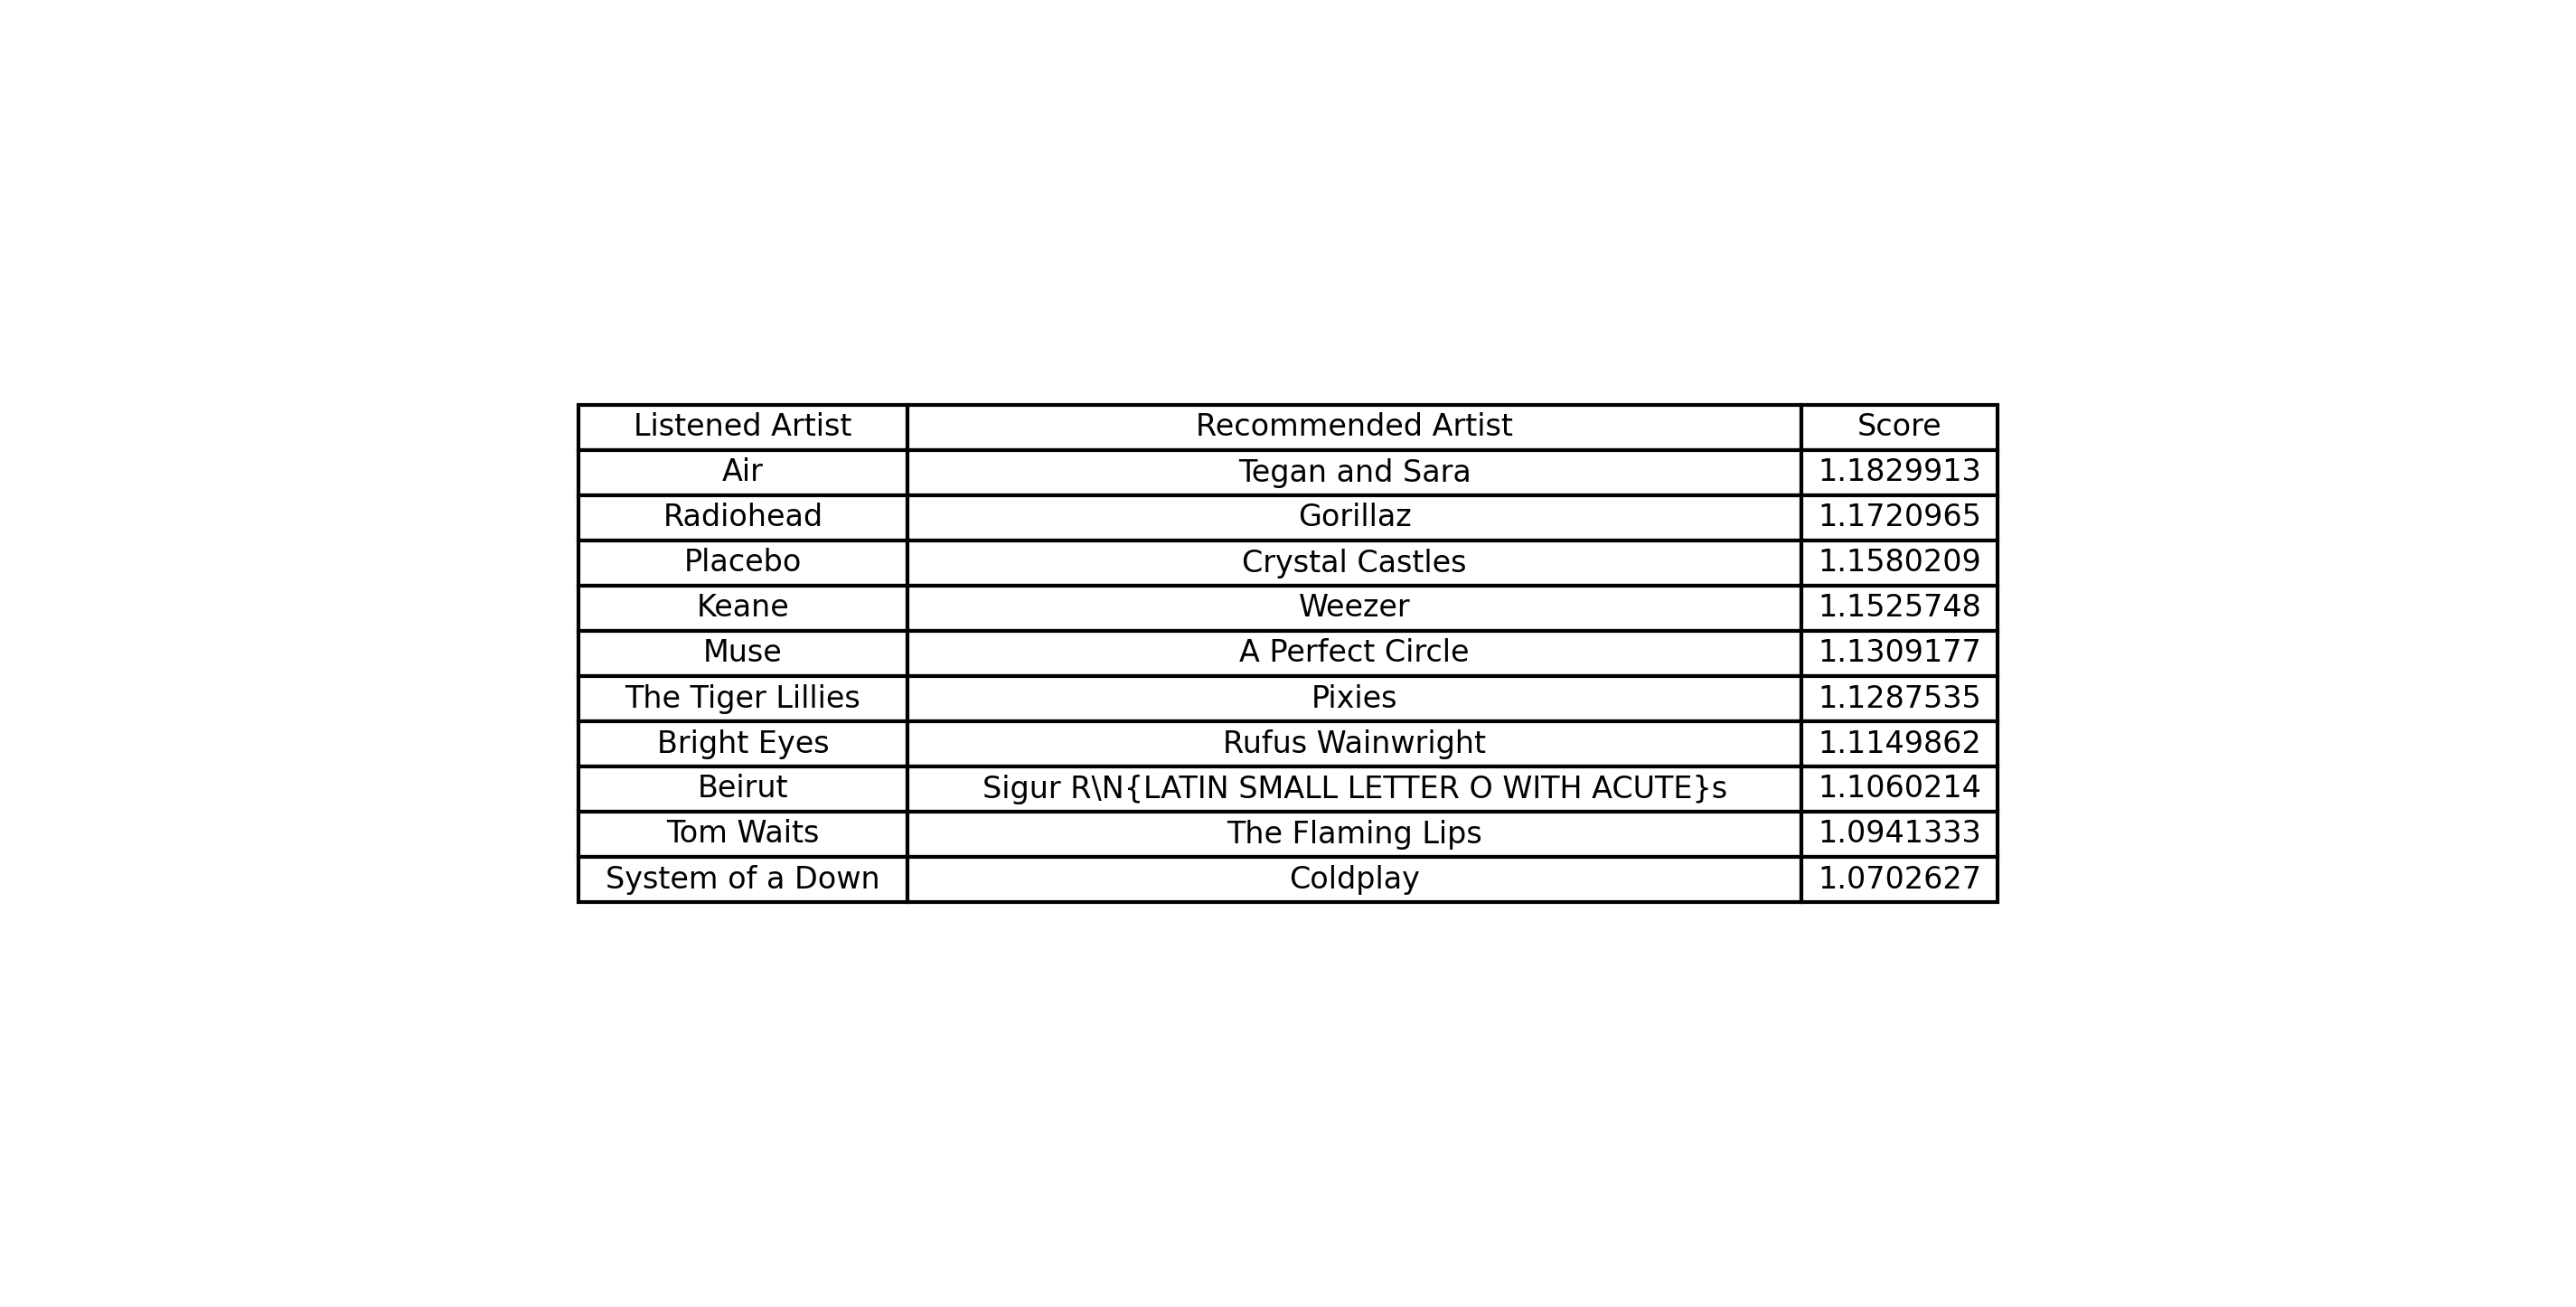 Listened Artist Recommended Artist Score
Air Tegan and Sara 1.1829913
Radiohead Gorillaz 1.1720965
Placebo Crystal Castles 1.1580209
Keane Weezer 1.1525748
Muse A Perfect Circle 1.1309177
The Tiger Lillies Pixies 1.1287535
Bright Eyes Rufus Wainwright 1.1149862
Beirut Sigur R\N{LATIN SMALL LETTER O WITH ACUTE}s 1.1060214
Tom Waits The Flaming Lips 1.0941333
System of a Down Coldplay 1.0702627